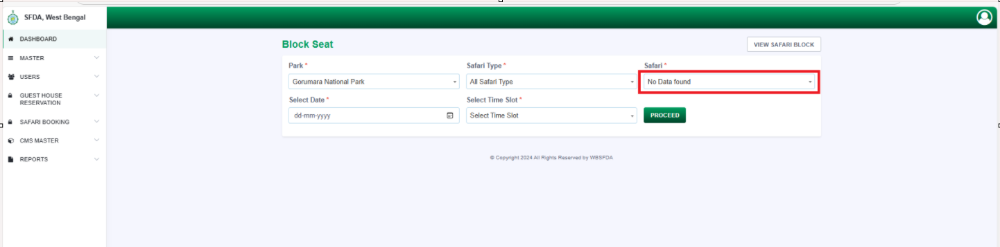 SFDA, West Bengal
DASHBOARD
MASTER
USERS
GUEST HOUSE
RESERVATION
SAFARI BOOKING
CMS MASTER
REPORTS
Block Seat
VIEW SAFARI BLOCK
Park *
Safari Type *
Safari *
Gorumara National Park
All Safari Type
No Data found
Select Date *
Select Time Slot *
dd-mm-yyyy
Select Time Slot
PROCEED
© Copyright 2024 All Rights Reserved by WBSFDA